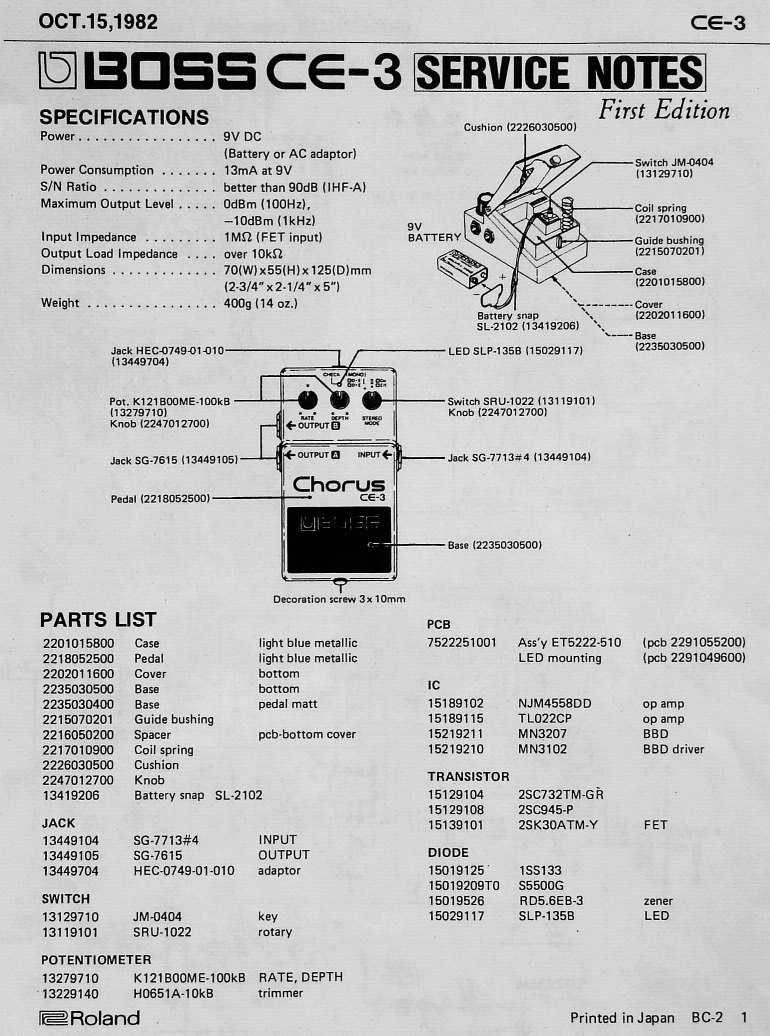 OCT.15,1982 CE-3
BOSS CE-3 SERVICE NOTES
First Edition
SPECIFICATIONS
Power . . . . . . . . . . . . . . . . . 9V DC
(Battery or AC adaptor)
Power Consumption . . . . . . . 13mA at 9V
S/N Ratio . . . . . . . . . . . . . . better than 90dB (IHF-A)
Maximum Output Level . . . . . 0dBm (100Hz),
−10dBm (1kHz)
Input Impedance . . . . . . . . . 1MΩ (FET input)
Output Load Impedance . . . . over 10kΩ
Dimensions . . . . . . . . . . . . . 70(W)x55(H)x125(D)mm
(2-3/4" x 2-1/4" x 5")
Weight . . . . . . . . . . . . . . . . 400g (14 oz.)
Cushion (2226030500)
Switch JM-0404
(13129710)
Coil spring
(2217010900)
Guide bushing
(2215070201)
Case
(2201015800)
Cover
(2202011600)
Base
(2235030500)
9V
BATTERY
Battery snap
SL-2102 (13419206)
Jack HEC-0749-01-010
(13449704)
LED SLP-135B (15029117)
Pot. K121B00ME-100kB
(13279710)
Knob (2247012700)
Switch SRU-1022 (13119101)
Knob (2247012700)
Jack SG-7615 (13449105)
Jack SG-7713#4 (13449104)
Pedal (2218052500)
Base (2235030500)
CHECK (MONO)
RATE DEPTH STEREO
MODE
OUTPUT B
OUTPUT A INPUT
Chorus
CE-3
BOSS
Decoration screw 3x10mm
PARTS LIST
2201015800 Case light blue metallic
2218052500 Pedal light blue metallic
2202011600 Cover bottom
2235030500 Base bottom
2235030400 Base pedal matt
2215070201 Guide bushing
2216050200 Spacer pcb-bottom cover
2217010900 Coil spring
2226030500 Cushion
2247012700 Knob
13419206 Battery snap SL-2102
JACK
13449104 SG-7713#4 INPUT
13449105 SG-7615 OUTPUT
13449704 HEC-0749-01-010 adaptor
SWITCH
13129710 JM-0404 key
13119101 SRU-1022 rotary
POTENTIOMETER
13279710 K121B00ME-100kB RATE, DEPTH
13229140 H0651A-10kB trimmer
PCB
7522251001 Ass'y ET5222-510 (pcb 2291055200)
LED mounting (pcb 2291049600)
IC
15189102 NJM4558DD op amp
15189115 TL022CP op amp
15219211 MN3207 BBD
15219210 MN3102 BBD driver
TRANSISTOR
15129104 2SC732TM-GR
15129108 2SC945-P
15139101 2SK30ATM-Y FET
DIODE
15019125 1SS133
15019209T0 S5500G
15019526 RD5.6EB-3 zener
15029117 SLP-135B LED
Roland
Printed in Japan BC-2 1